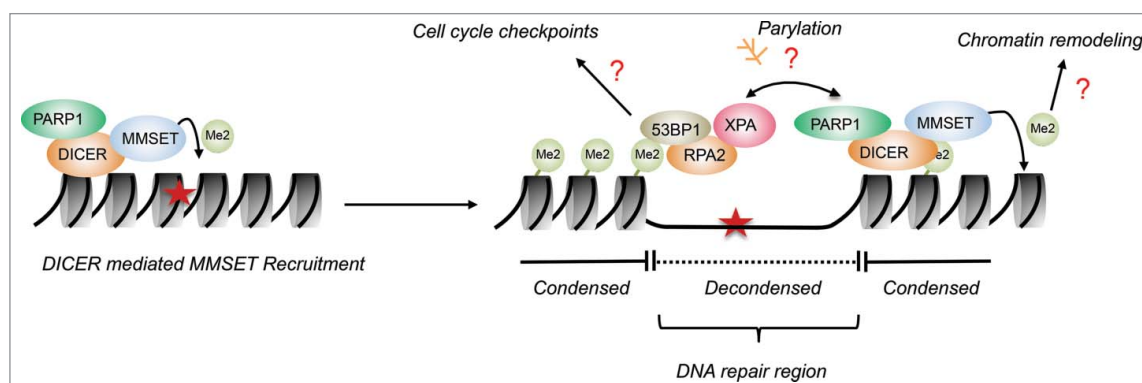 Cell cycle checkpoints
?
Parylation
?
Chromatin remodeling
?
PARP1
MMSET
Me2
DICER
53BP1
XPA
RPA2
PARP1
MMSET
Me2
DICER
Me2
Me2
Me2
Me2
DICER mediated MMSET Recruitment
Condensed
Decondensed
Condensed
DNA repair region